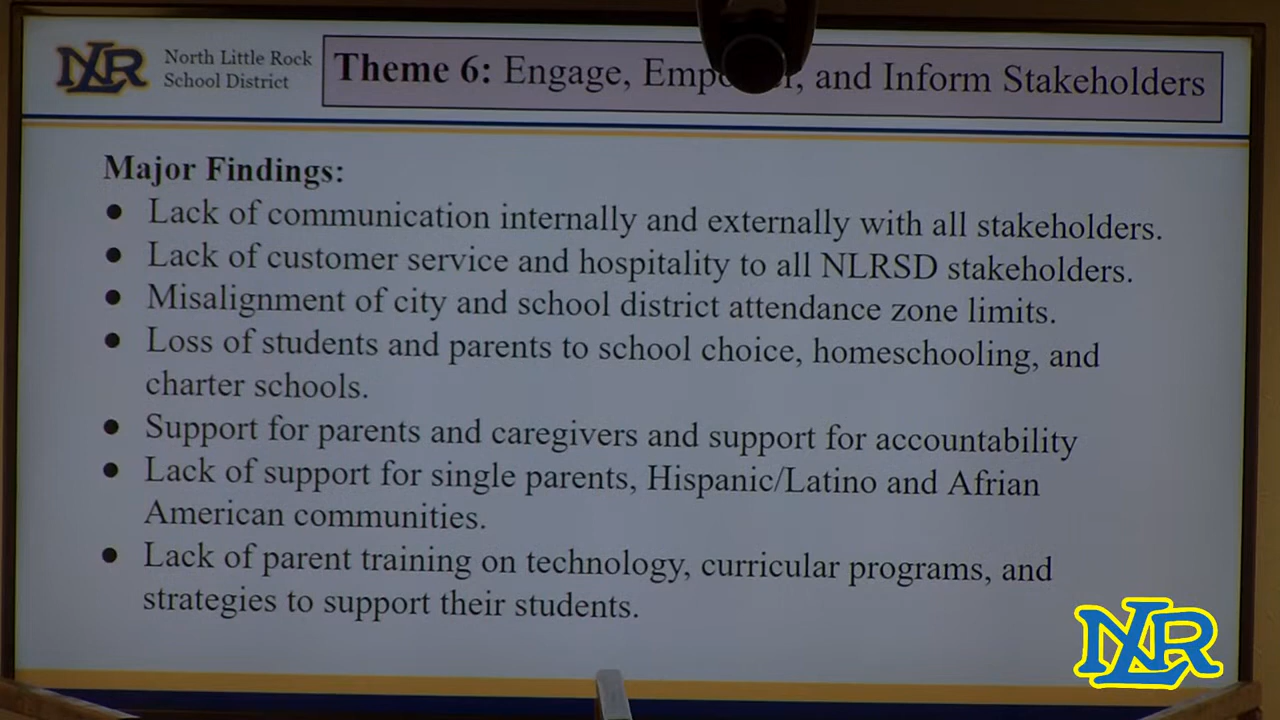 NLR
North Little Rock
School District
Theme 6: Engage, and Inform Stakeholders
Major Findings:
● Lack of communication internally and externally with all stakeholders.
● Lack of customer service and hospitality to all NLRSD stakeholders.
● Misalignment of city and school district attendance zone limits.
● Loss of students and parents to school choice, homeschooling, and
charter schools.
● Support for parents and caregivers and support for accountability
● Lack of support for single parents, Hispanic/Latino and Afrian
American communities.
● Lack of parent training on technology, curricular programs, and
strategies to support their students.
NLR